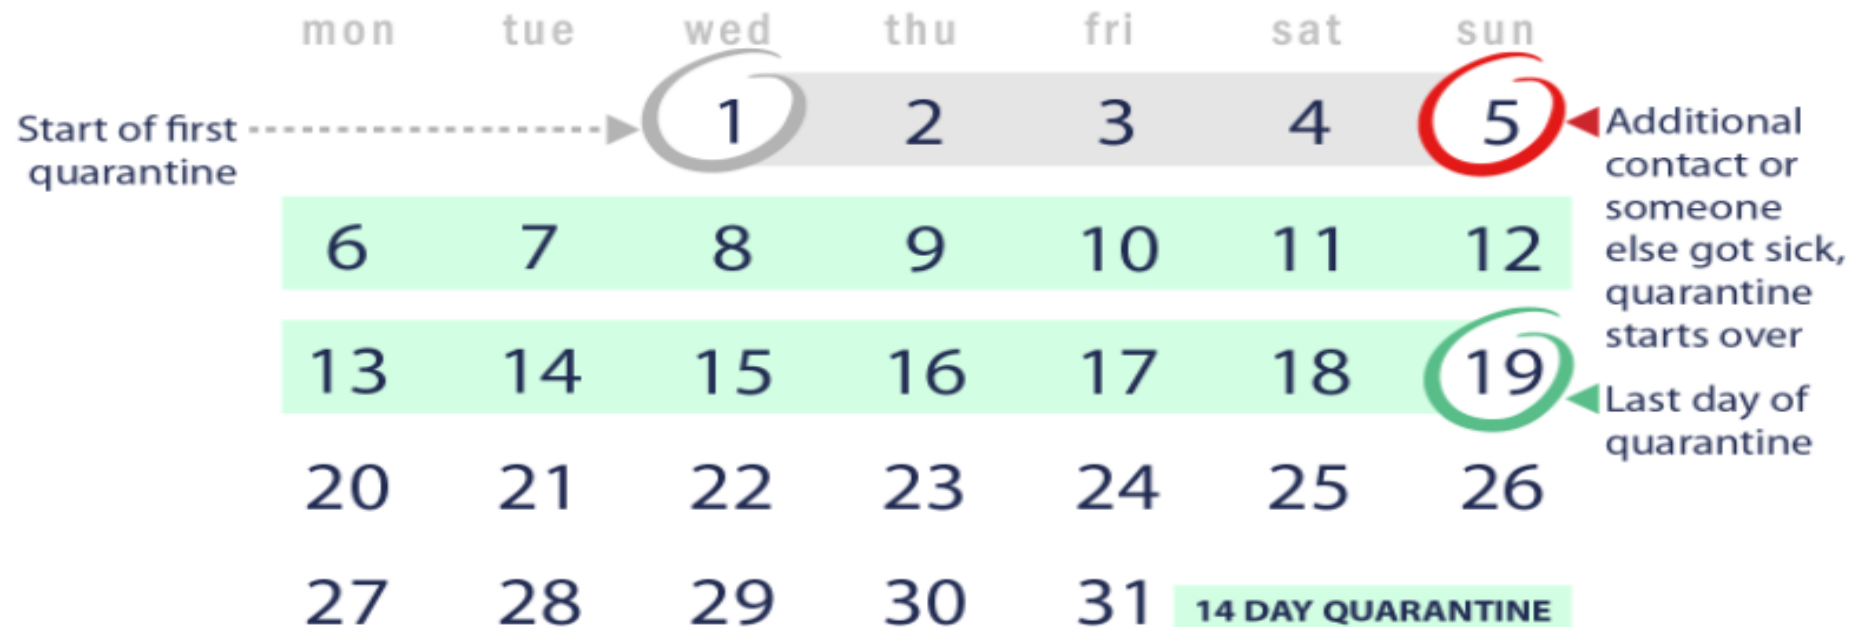 mon tue wed thu fri sat sun
Start of first
quarantine
1 2 3 4 5
Additional
contact or
someone
else got sick,
quarantine
starts over
6 7 8 9 10 11 12
13 14 15 16 17 18 19
Last day of
quarantine
20 21 22 23 24 25 26
27 28 29 30 31
14 DAY QUARANTINE